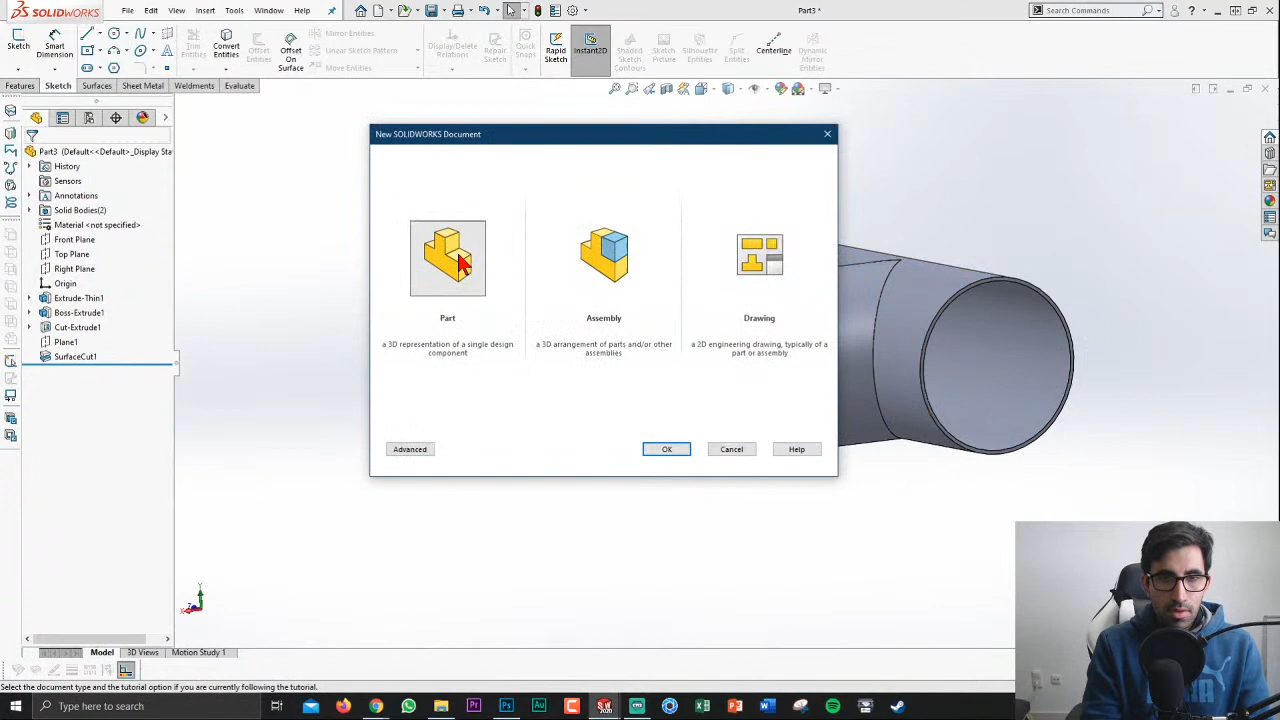 SOLIDWORKS
File Edit View Insert Tools Window Help
Part3 *
Search Commands
Sketch
Smart Dimension
Trim Entities
Convert Entities
Offset Entities
Offset On Surface
Mirror Entities
Linear Sketch Pattern
Move Entities
Display/Delete Relations
Repair Sketch
Quick Snaps
Rapid Sketch
Instant2D
Shaded Sketch Contours
Sketch Picture
Silhouette Entities
Split Entities
Centerline
Dynamic Mirror Entities
Features Sketch Surfaces Sheet Metal Weldments Evaluate
Part3 (Default<<Default>_Display Sta
History
Sensors
Annotations
Solid Bodies(2)
Material <not specified>
Front Plane
Top Plane
Right Plane
Origin
Extrude-Thin1
Boss-Extrude1
Cut-Extrude1
Plane1
SurfaceCut1
New SOLIDWORKS Document
Part
a 3D representation of a single design component
Assembly
a 3D arrangement of parts and/or other assemblies
Drawing
a 2D engineering drawing, typically of a part or assembly
Advanced OK Cancel Help
Y
X
Z
Model 3D Views Motion Study 1
Select the document type and the tutorial option if you are currently following the tutorial.
Type here to search
Pr Ps Au C SW 2020